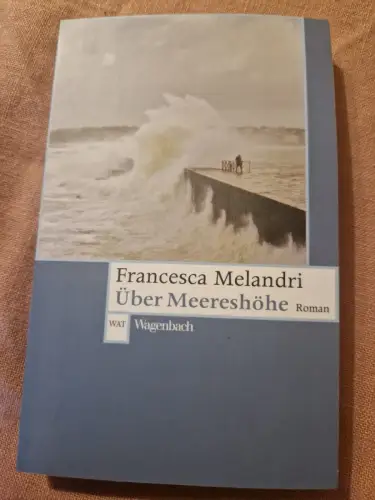 Francesca Melandri
Über Meereshöhe Roman
WAT Wagenbach